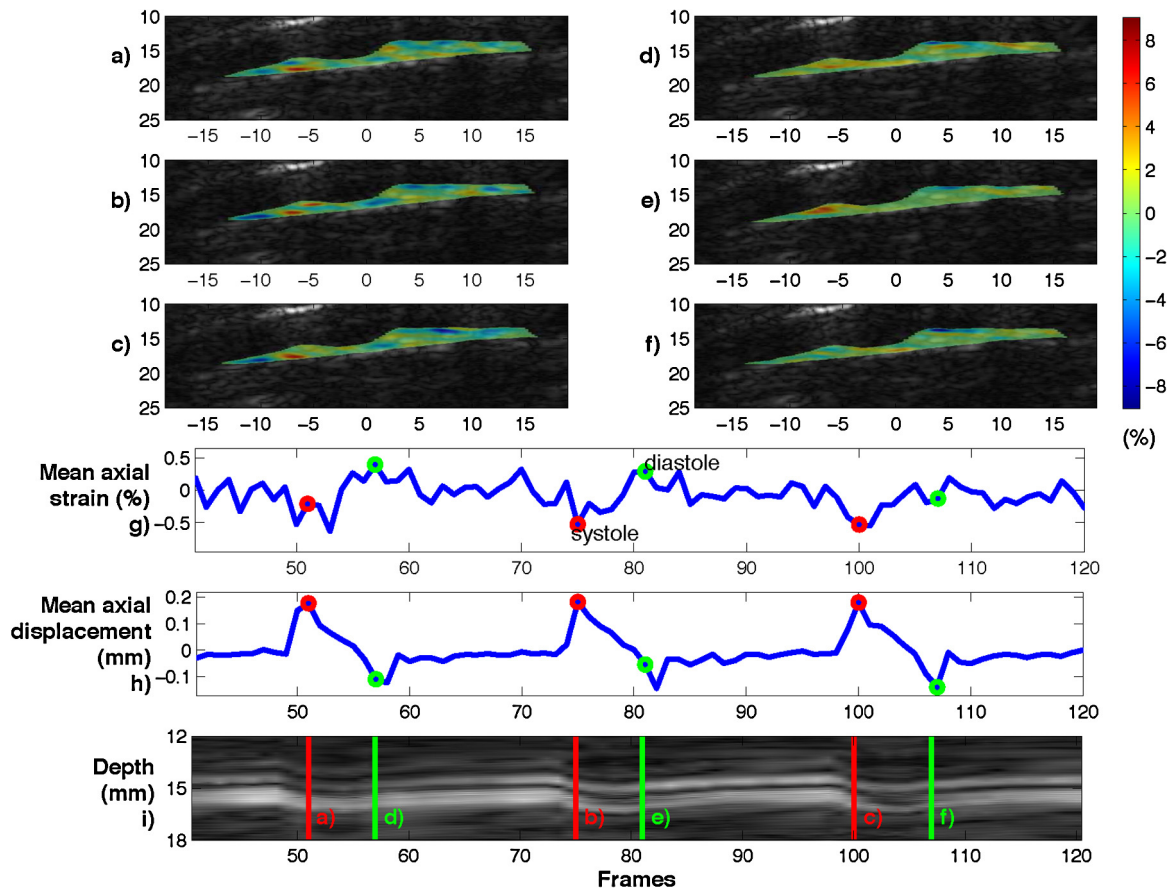 a)
10
15
20
25
−15 −10 −5 0 5 10 15
d)
10
15
20
25
−15 −10 −5 0 5 10 15
b)
10
15
20
25
−15 −10 −5 0 5 10 15
e)
10
15
20
25
−15 −10 −5 0 5 10 15
c)
10
15
20
25
−15 −10 −5 0 5 10 15
f)
10
15
20
25
−15 −10 −5 0 5 10 15
8
6
4
2
0
−2
−4
−6
−8
(%)
Mean axial
strain (%)
g)
0.5
0
−0.5
diastole
systole
50 60 70 80 90 100 110 120
Mean axial
displacement
(mm)
h)
0.2
0.1
0
−0.1
50 60 70 80 90 100 110 120
Depth
(mm)
i)
12
15
18
a) d) b) e) c) f)
50 60 70 80 90 100 110 120
Frames